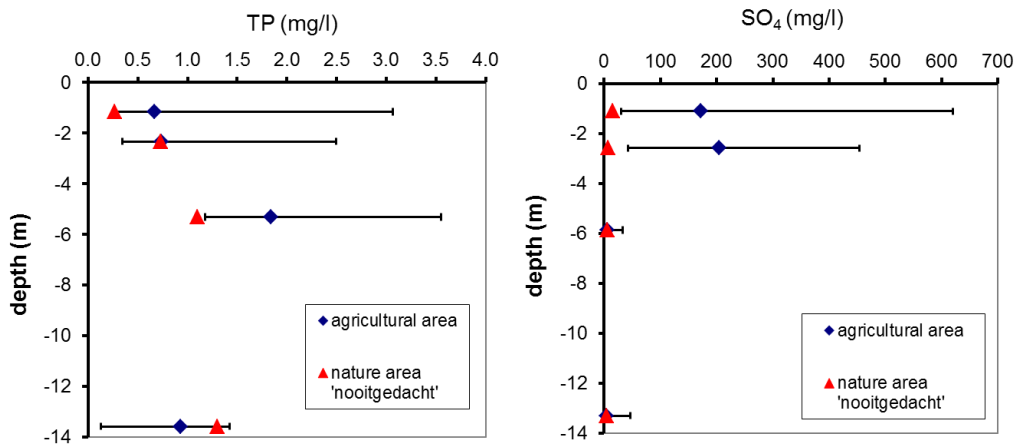 TP (mg/l)
0.0 0.5 1.0 1.5 2.0 2.5 3.0 3.5 4.0
0
-2
-4
-6
-8
-10
-12
-14
depth (m)
agricultural area
nature area
'nooitgedacht'
SO4 (mg/l)
0 100 200 300 400 500 600 700
0
-2
-4
-6
-8
-10
-12
-14
depth (m)
agricultural area
nature area
'nooitgedacht'